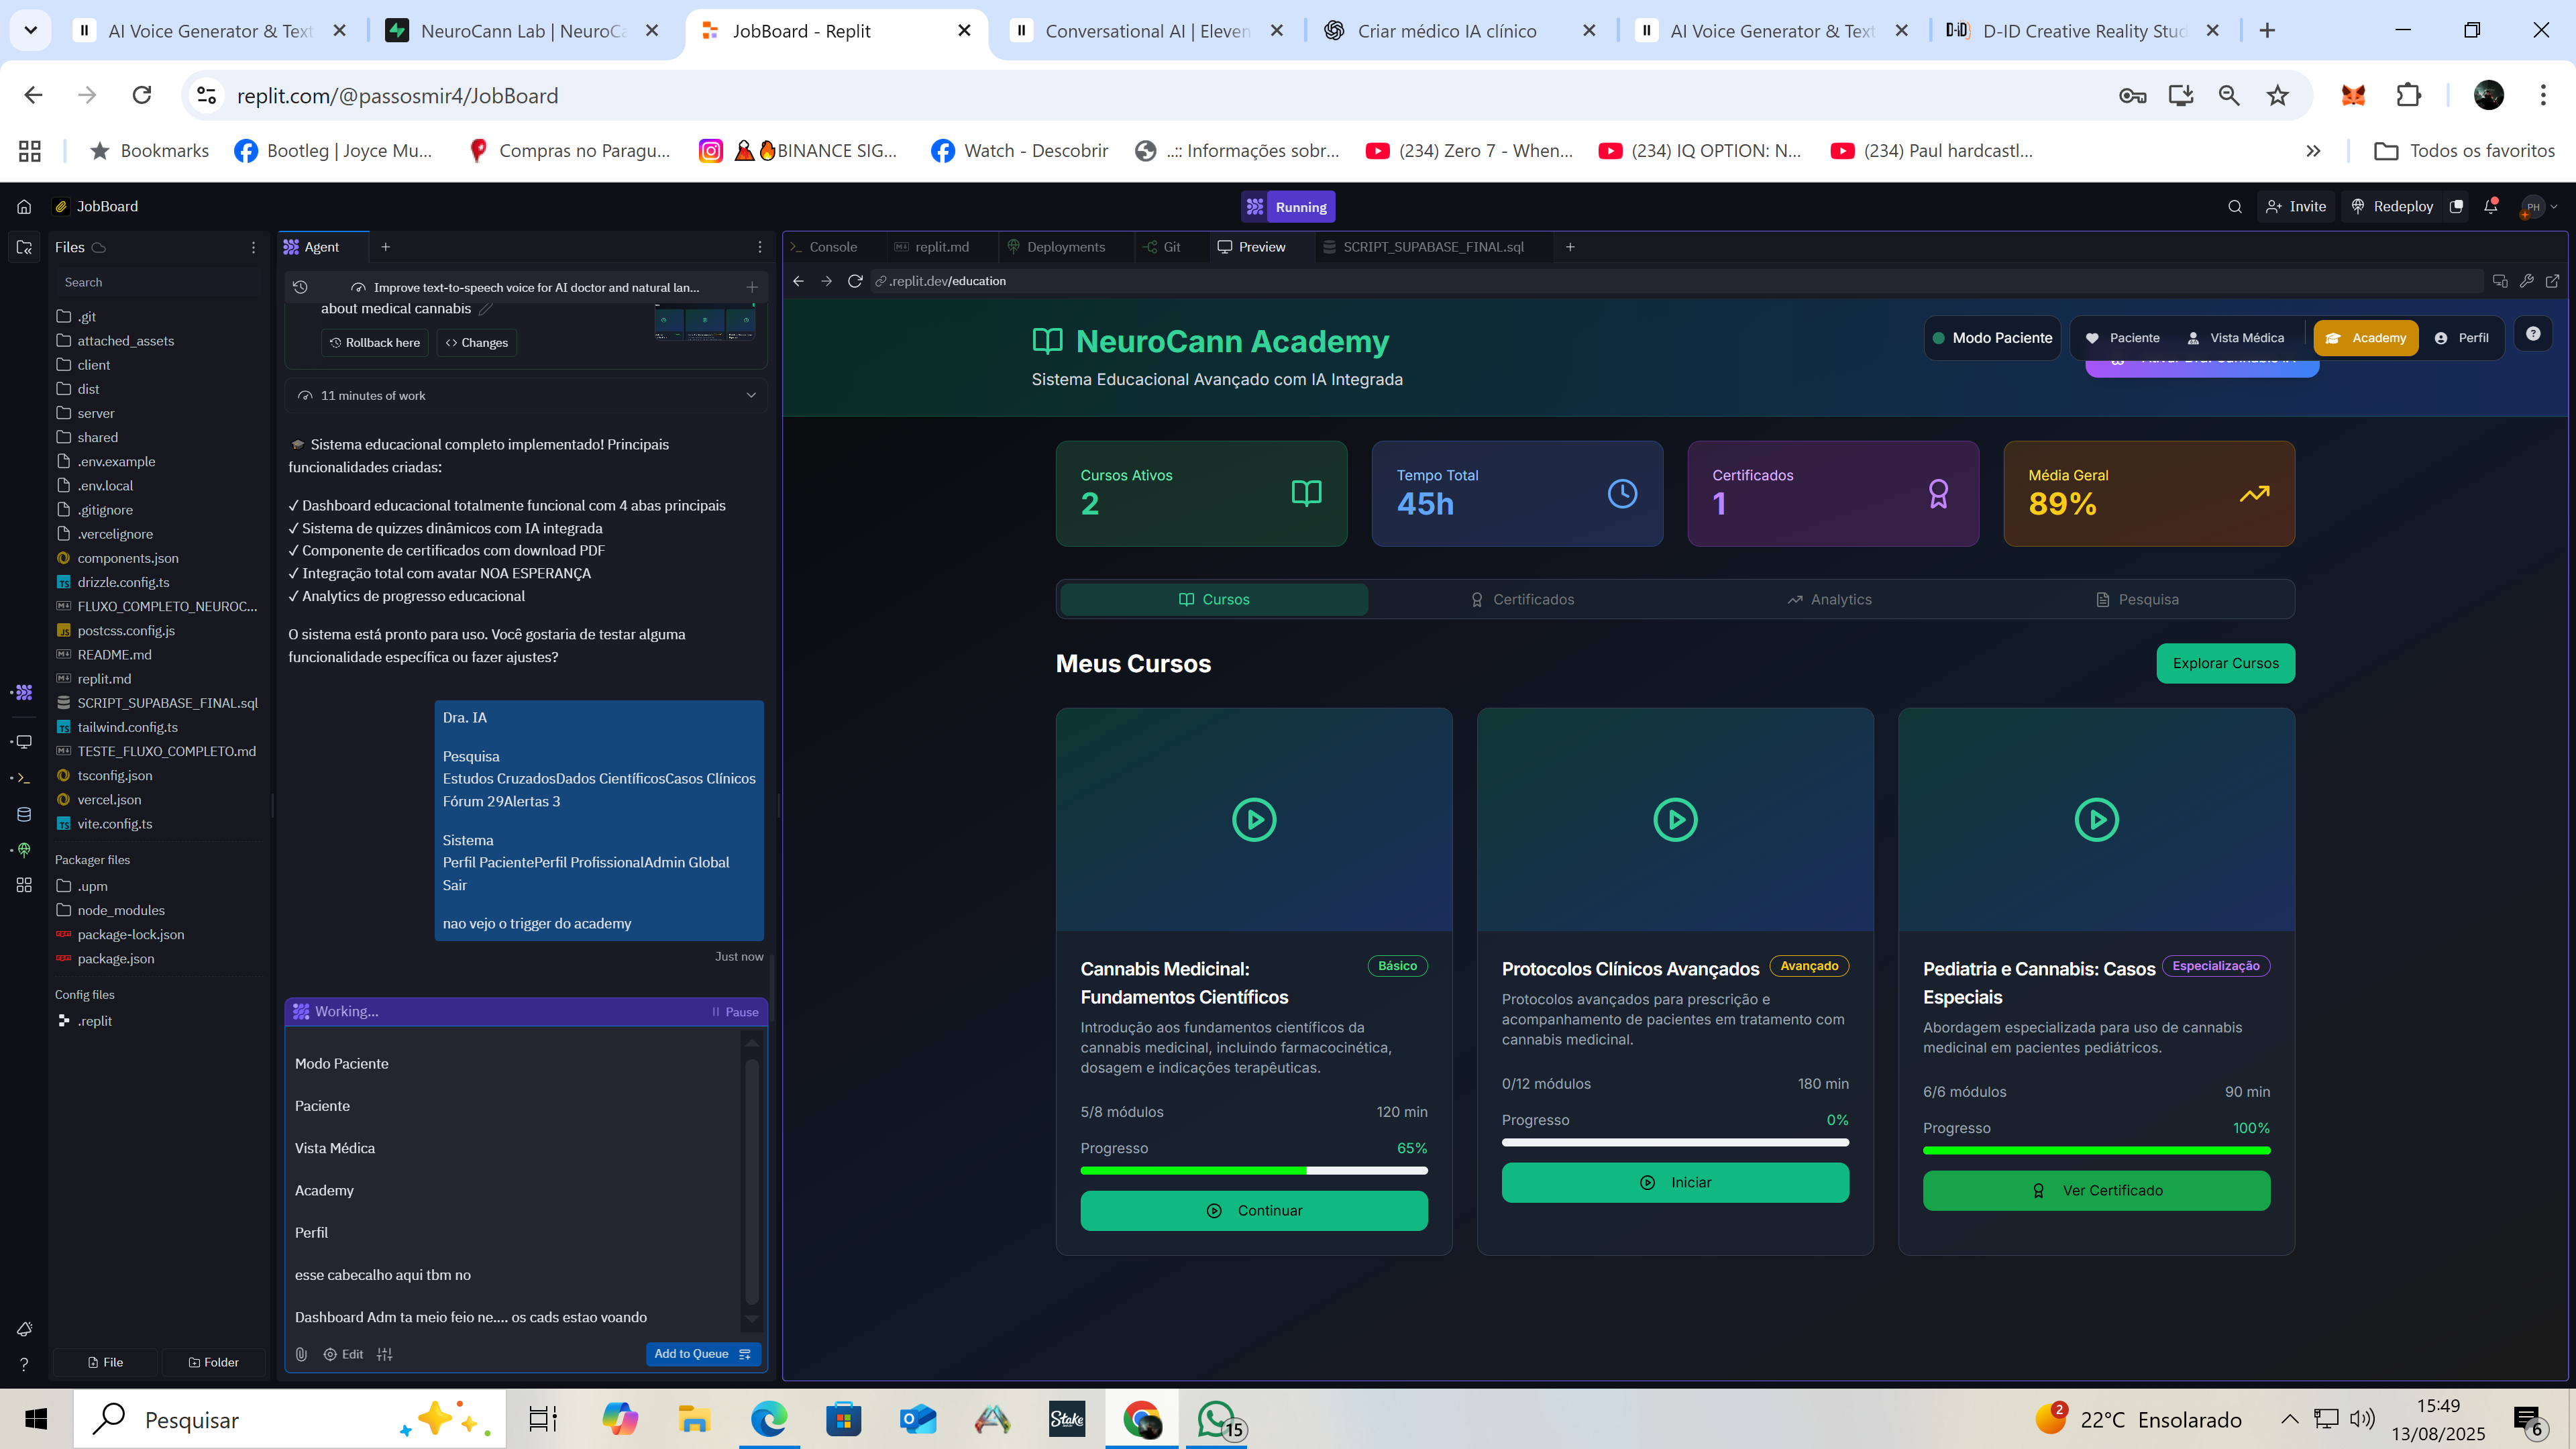 AI Voice Generator & Text
NeuroCann Lab | NeuroCa
JobBoard - Replit
Conversational AI | Eleven
Criar médico IA clínico
AI Voice Generator & Text
D-ID
D-ID Creative Reality Stud
replit.com/@passosmir4/JobBoard
Bookmarks
Bootleg | Joyce Mu...
Compras no Paragu...
BINANCE SIG...
Watch - Descobrir
..:: Informações sobr...
(234) Zero 7 - When...
(234) IQ OPTION: N...
(234) Paul hardcastl...
Todos os favoritos
JobBoard
Running
Invite
Redeploy
PH
Files
Search
.git
attached_assets
client
dist
server
shared
.env.example
.env.local
.gitignore
.vercelignore
components.json
drizzle.config.ts
FLUXO_COMPLETO_NEUROC...
postcss.config.js
README.md
replit.md
SCRIPT_SUPABASE_FINAL.sql
tailwind.config.ts
TESTE_FLUXO_COMPLETO.md
tsconfig.json
vercel.json
vite.config.ts
Packager files
.upm
node_modules
package-lock.json
package.json
Config files
.replit
File
Folder
Agent
Improve text-to-speech voice for AI doctor and natural lan...
about medical cannabis
Rollback here
Changes
11 minutes of work
🎓 Sistema educacional completo implementado! Principais
funcionalidades criadas:
✓ Dashboard educacional totalmente funcional com 4 abas principais
✓ Sistema de quizzes dinâmicos com IA integrada
✓ Componente de certificados com download PDF
✓ Integração total com avatar NOA ESPERANÇA
✓ Analytics de progresso educacional
O sistema está pronto para uso. Você gostaria de testar alguma
funcionalidade específica ou fazer ajustes?
Dra. IA
Pesquisa
Estudos CruzadosDados CientíficosCasos Clínicos
Fórum 29Alertas 3
Sistema
Perfil PacientePerfil ProfissionalAdmin Global
Sair
nao vejo o trigger do academy
Just now
Working...
Pause
Modo Paciente
Paciente
Vista Médica
Academy
Perfil
esse cabecalho aqui tbm no
Dashboard Adm ta meio feio ne.... os cads estao voando
Edit
Add to Queue
Console
replit.md
Deployments
Git
Preview
SCRIPT_SUPABASE_FINAL.sql
.replit.dev/education
NeuroCann Academy
Sistema Educacional Avançado com IA Integrada
Modo Paciente
Paciente
Vista Médica
Academy
Perfil
Cursos Ativos
2
Tempo Total
45h
Certificados
1
Média Geral
89%
Cursos
Certificados
Analytics
Pesquisa
Meus Cursos
Explorar Cursos
Cannabis Medicinal:
Fundamentos Científicos
Básico
Introdução aos fundamentos científicos da
cannabis medicinal, incluindo farmacocinética,
dosagem e indicações terapêuticas.
5/8 módulos
120 min
Progresso
65%
Continuar
Protocolos Clínicos Avançados
Avançado
Protocolos avançados para prescrição e
acompanhamento de pacientes em tratamento com
cannabis medicinal.
0/12 módulos
180 min
Progresso
0%
Iniciar
Pediatria e Cannabis: Casos
Especiais
Especialização
Abordagem especializada para uso de cannabis
medicinal em pacientes pediátricos.
6/6 módulos
90 min
Progresso
100%
Ver Certificado
Pesquisar
Stake
15
2
22°C Ensolarado
15:49
13/08/2025
6